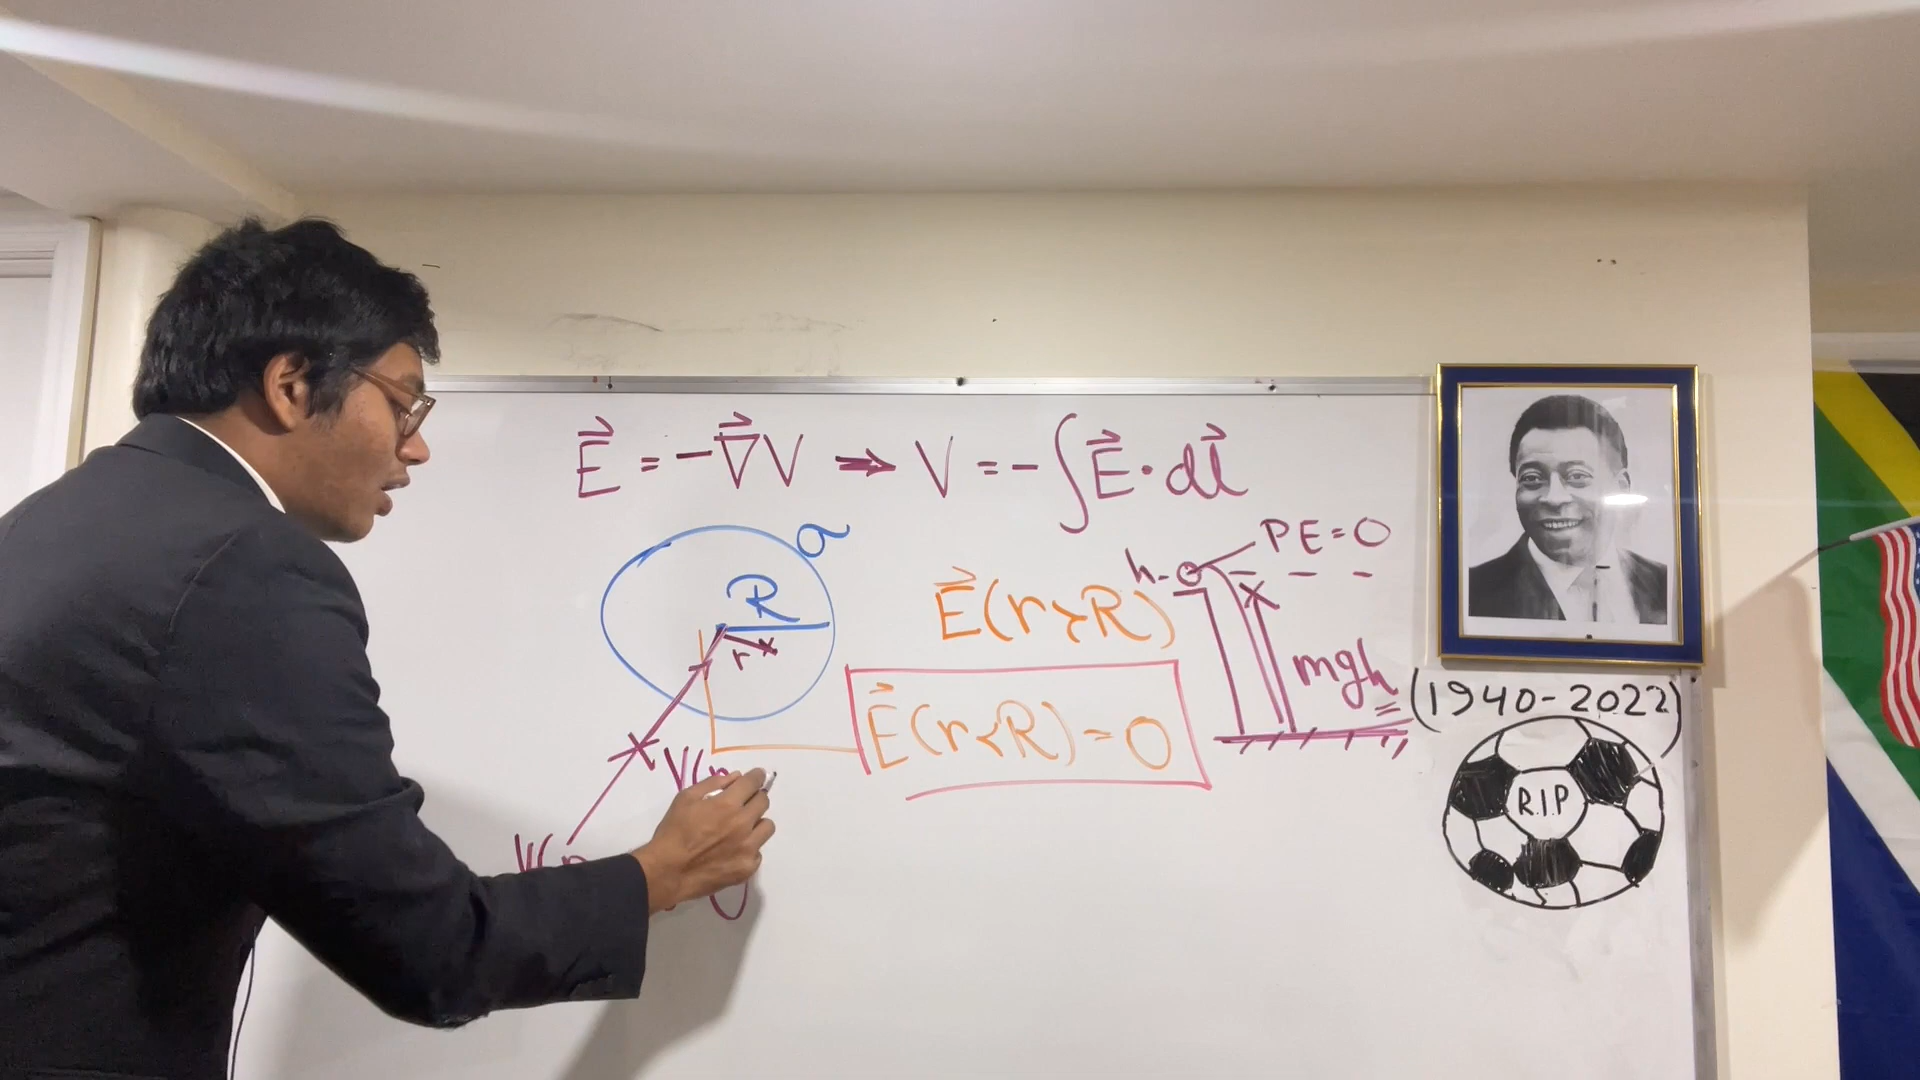 E⃗ = -∇⃗V → V = -∫E⃗·dl⃗
σ
R
r
E⃗(r>R)
E⃗(r<R) = 0
V(r
V(r
h
PE=0
mgh
(1940-2022)
R.I.P